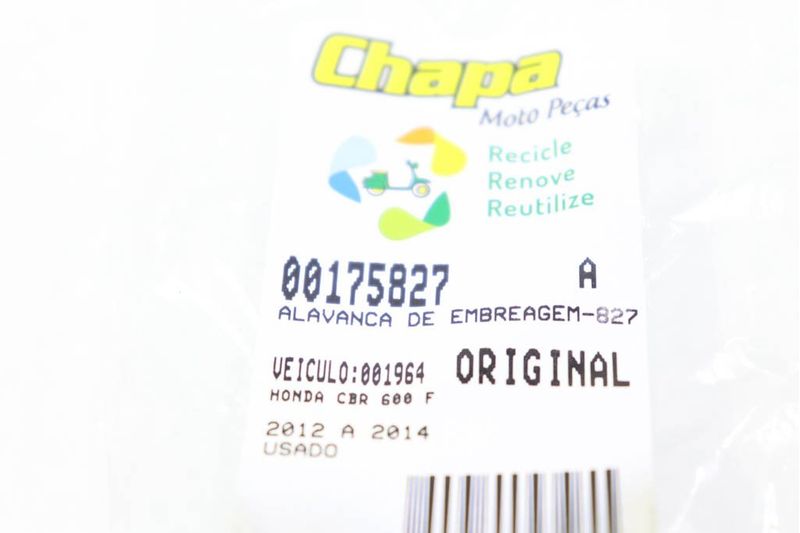 Chapa
Moto Peças
Recicle
Renove
Reutilize
00175827 A
ALAVANCA DE EMBREAGEM-827
VEICULO:001964 ORIGINAL
HONDA CBR 600 F
2012 A 2014
USADO